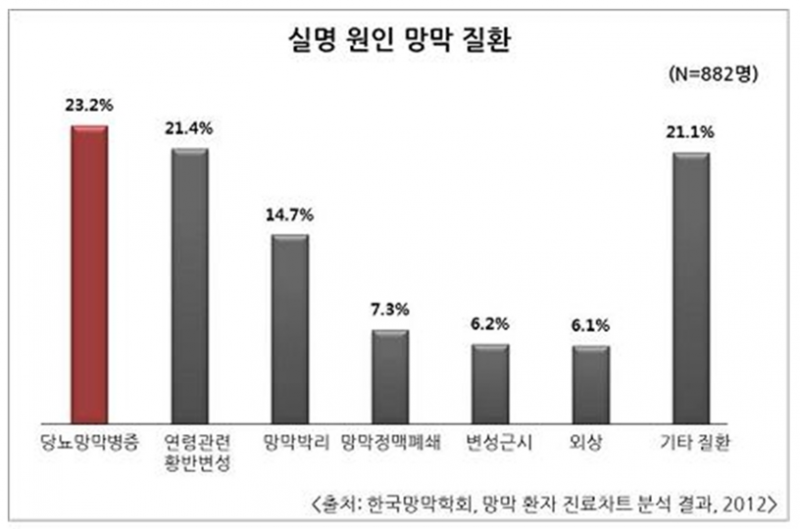 실명 원인 망막 질환
(N=882명)
23.2%
21.4%
14.7%
7.3%
6.2%
6.1%
21.1%
당뇨망막병증
연령관련
황반변성
망막박리
망막정맥폐쇄
변성근시
외상
기타 질환
<출처: 한국망막학회, 망막 환자 진료차트 분석 결과, 2012>